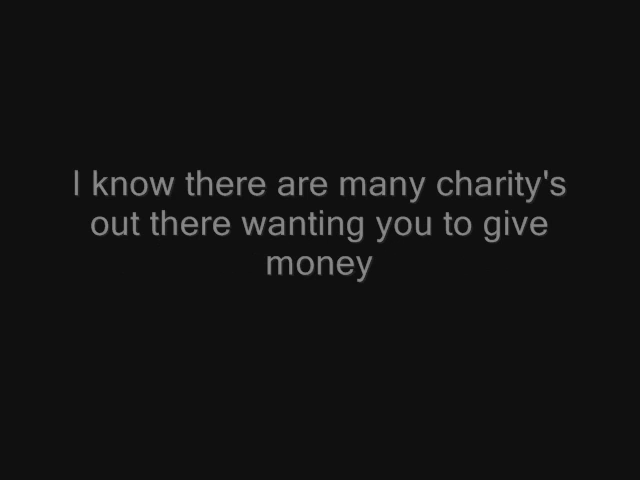 I know there are many charity's
out there wanting you to give
money